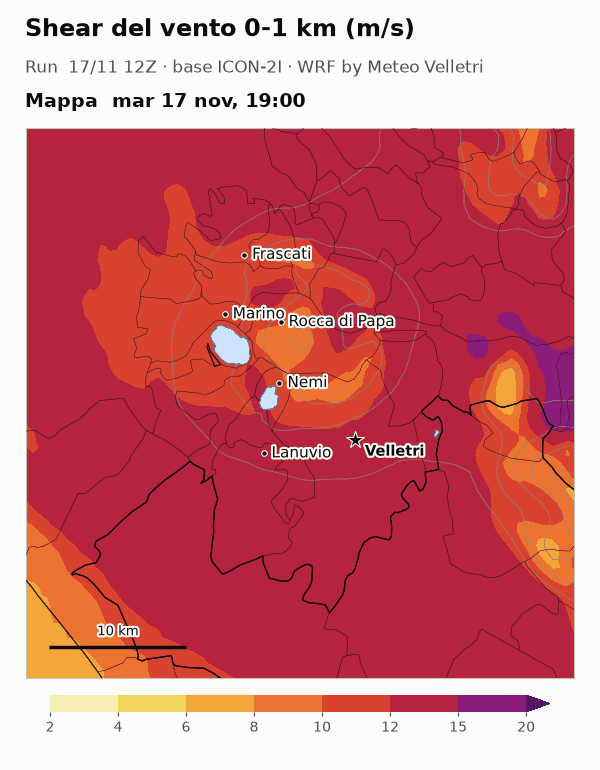 Shear del vento 0-1 km (m/s)
Run  17/11 12Z · base ICON-2I · WRF by Meteo Velletri
Mappa  mar 17 nov, 19:00
Frascati
Marino
Rocca di Papa
Nemi
Velletri
Lanuvio
10 km
2 4 6 8 10 12 15 20